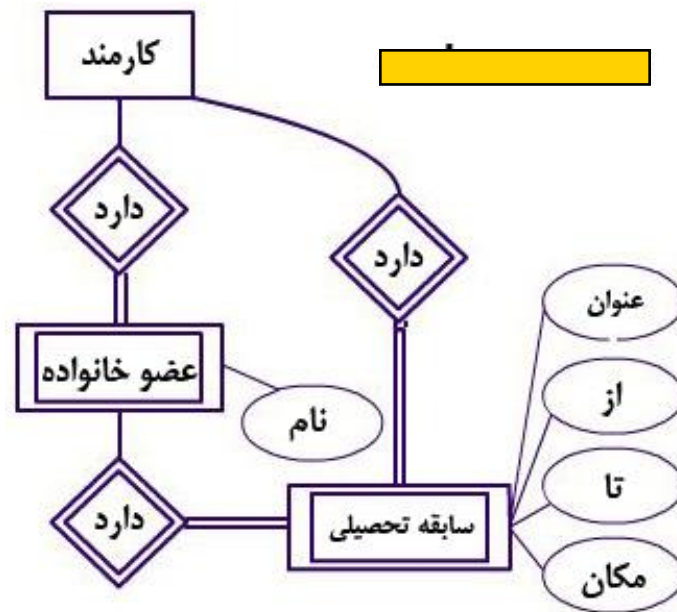 کارمند
دارد
دارد
عضو خانواده
نام
دارد
سابقه تحصیلی
عنوان
از
تا
مکان